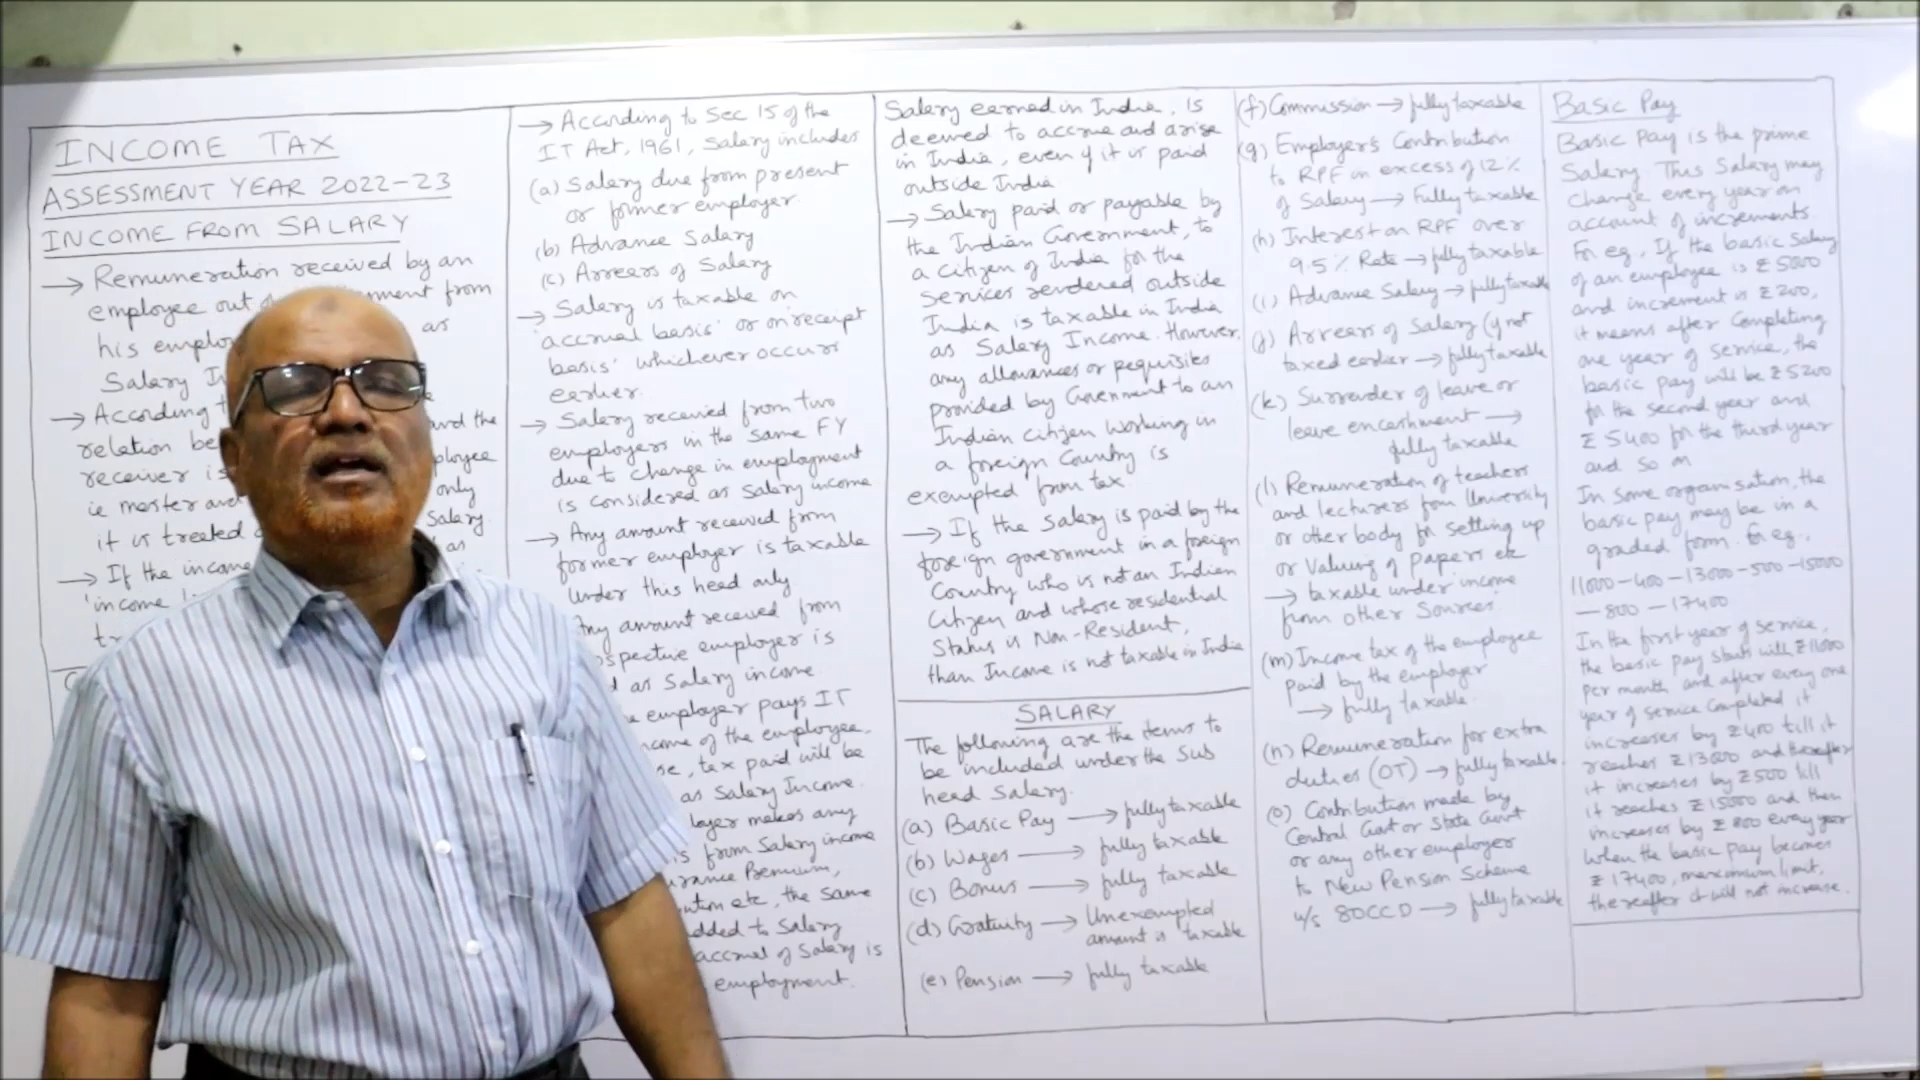 INCOME TAX
ASSESSMENT YEAR 2022-23
INCOME FROM SALARY
→ Remuneration received by an
employee out from
his as
Salary
→ According
relation and the
receiver is
ie master and only
it is treated Salary
→ If the income as
'income
→ According to Sec 15 of the
IT Act, 1961, Salary includes
(a) Salary due from present
or former employer.
(b) Advance Salary
(c) Arrears of Salary
→ Salary is taxable on
'accrual basis' or on 'receipt
basis' whichever occurs
earlier.
→ Salary received from two
employers in the same FY
due to change in employment
is considered as Salary income
→ Any amount received from
former employer is taxable
under this head only
Any amount received from
employer is
as Salary income.
employer pays IT
of the employee,
tax paid will be
as Salary Income.
makes any
from Salary income
Premium,
etc, the same
to Salary
accrual of Salary is
employment.
Salary earned in India, is
deemed to accrue and arise
in India, even if it is paid
outside India
→ Salary paid or payable by
the Indian Government, to
a Citizen of India for the
Services rendered outside
India is taxable in India
as Salary Income. However,
any allowances or pequisites
provided by Government to an
Indian citizen working in
a foreign Country is
exempted from tax
→ If the Salary is paid by the
foreign government in a foreign
Country who is not an Indian
Citizen and whose residential
Status is Non-Resident,
than Income is not taxable in India
SALARY
The following are the items to
be included under the Sub
head Salary.
(a) Basic Pay → fully taxable
(b) Wages → fully taxable
(c) Bonus → fully taxable
(d) Gratuity → Unexempted
amount is taxable
(e) Pension → fully taxable
(f) Commission → fully taxable
(g) Employer's Contribution
to RPF in excess of 12%
of Salary → Fully taxable
(h) Interest on RPF over
9.5% Rate → fully taxable
(i) Advance Salary → fully taxable
(j) Arrears of Salary (if not
taxed earlier → fully taxable
(k) Surrender of leave or
leave encashment →
fully taxable
(l) Remuneration of teachers
and lecturers from University
or other body for setting up
or Valuing of Papers etc
→ taxable under income
from other Sources.
(m) Income tax of the employee
paid by the employer
→ fully taxable.
(n) Remuneration for extra
duties (OT) → fully taxable
(o) Contribution made by
Central Govt or State Govt
or any other employer
to New Pension Scheme
u/s 80CCD → fully taxable
Basic Pay
Basic Pay is the prime
Salary. This Salary may
change every year on
account of increments.
For eg, If the basic Salary
of an employee is ₹ 5000
and increment is ₹ 200,
it means after Completing
one year of service, the
basic pay will be ₹ 5200
for the second year and
₹ 5400 for the third year
and so on
In some organisation, the
basic pay may be in a
graded form. For eg.,
11000-400-13000-500-15000
-800-17400
In the first year of service,
the basic pay starts with ₹ 11000
per month and after every one
year of service Completed it
increases by ₹ 400 till it
reaches ₹ 13000 and thereafter
it increases by ₹ 500 till
it reaches ₹ 15000 and then
increases by ₹ 800 every year
When the basic pay becomes
₹ 17400, maximum limit,
thereafter it will not increase.